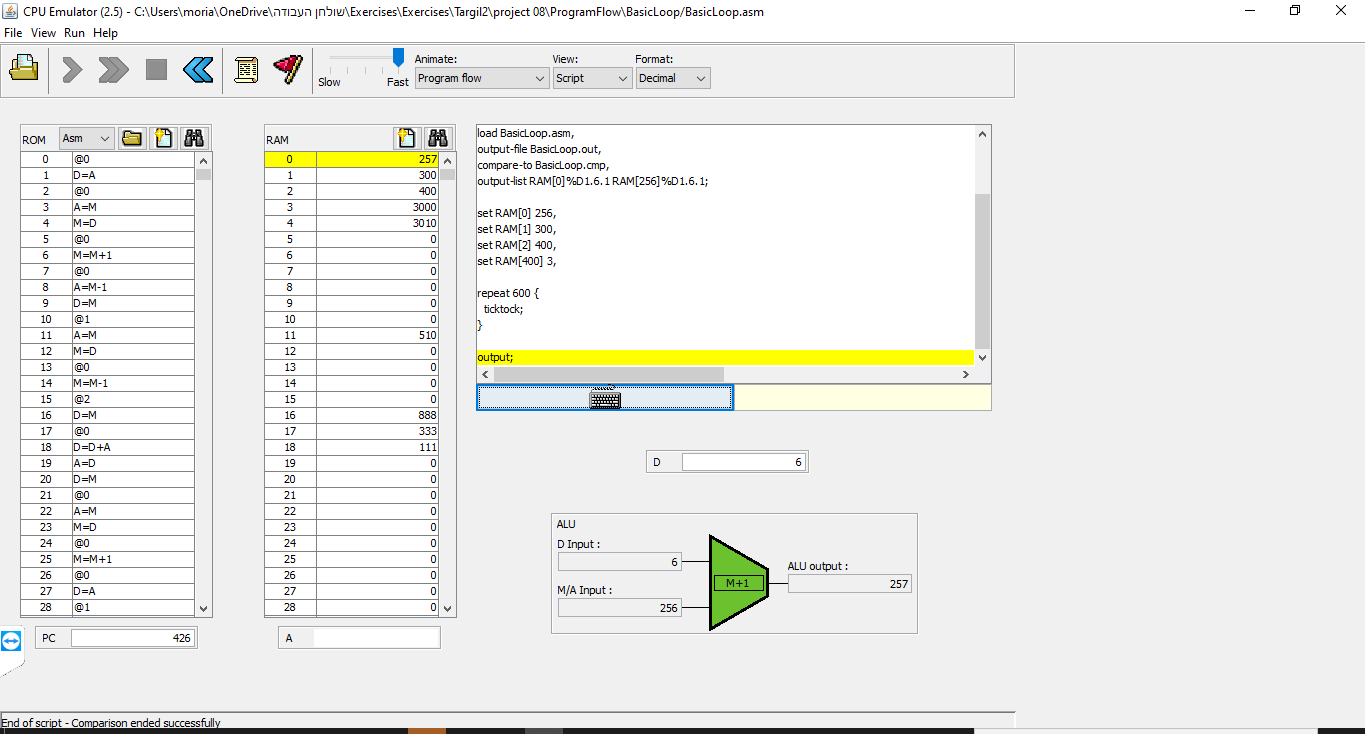 CPU Emulator (2.5) - C:\Users\moria\OneDrive\שולחן העבודה\Exercises\Exercises\Targil2\project 08\ProgramFlow\BasicLoop/BasicLoop.asm
File View Run Help
Slow Fast
Animate:
Program flow
View:
Script
Format:
Decimal
ROM Asm
0 @0
1 D=A
2 @0
3 A=M
4 M=D
5 @0
6 M=M+1
7 @0
8 A=M-1
9 D=M
10 @1
11 A=M
12 M=D
13 @0
14 M=M-1
15 @2
16 D=M
17 @0
18 D=D+A
19 A=D
20 D=M
21 @0
22 A=M
23 M=D
24 @0
25 M=M+1
26 @0
27 D=A
28 @1
PC 426
RAM
0 257
1 300
2 400
3 3000
4 3010
5 0
6 0
7 0
8 0
9 0
10 0
11 510
12 0
13 0
14 0
15 0
16 888
17 333
18 111
19 0
20 0
21 0
22 0
23 0
24 0
25 0
26 0
27 0
28 0
A
load BasicLoop.asm,
output-file BasicLoop.out,
compare-to BasicLoop.cmp,
output-list RAM[0]%D1.6.1 RAM[256]%D1.6.1;
set RAM[0] 256,
set RAM[1] 300,
set RAM[2] 400,
set RAM[400] 3,
repeat 600 {
ticktock;
}
output;
D 6
ALU
D Input :
6
M/A Input :
256
M+1
ALU output :
257
End of script - Comparison ended successfully